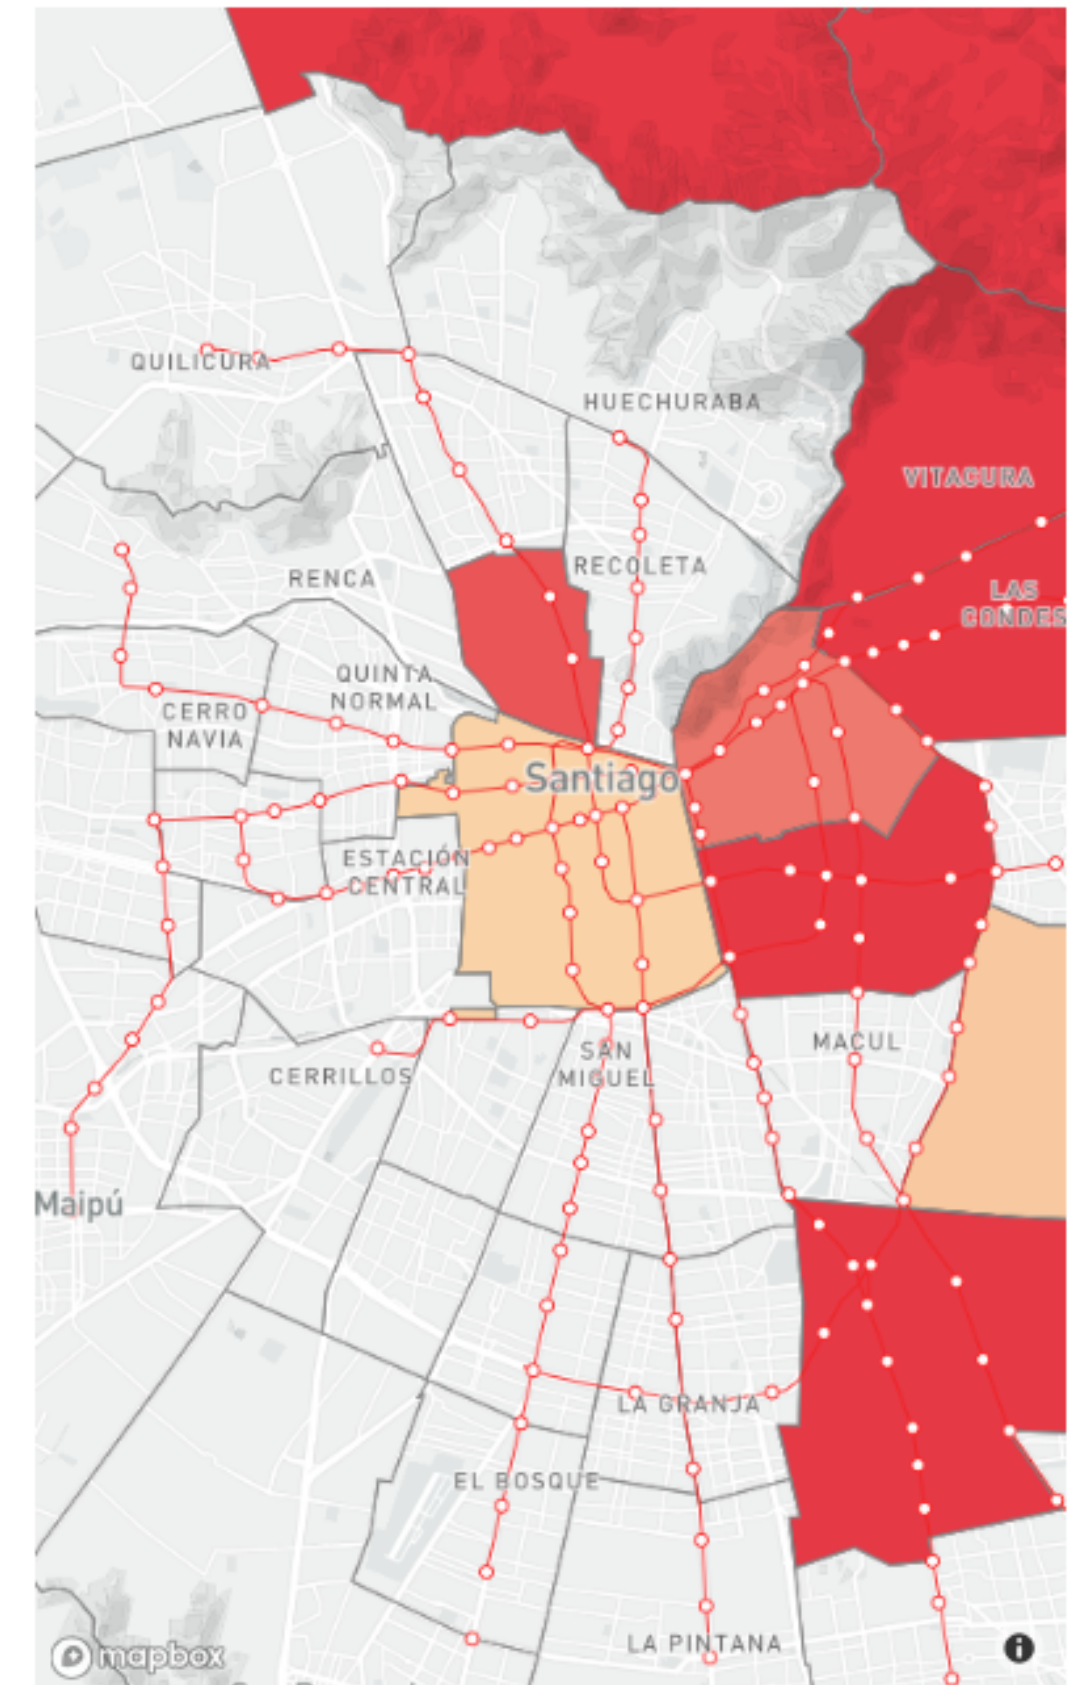 QUILICURA
HUECHURABA
VITACURA
RECOLETA
RENCA
LAS
CONDES
QUINTA
NORMAL
CERRO
NAVIA
Santiago
ESTACIÓN
CENTRAL
MACUL
SAN
MIGUEL
CERRILLOS
Maipú
LA GRANJA
EL BOSQUE
LA PINTANA
mapbox
i